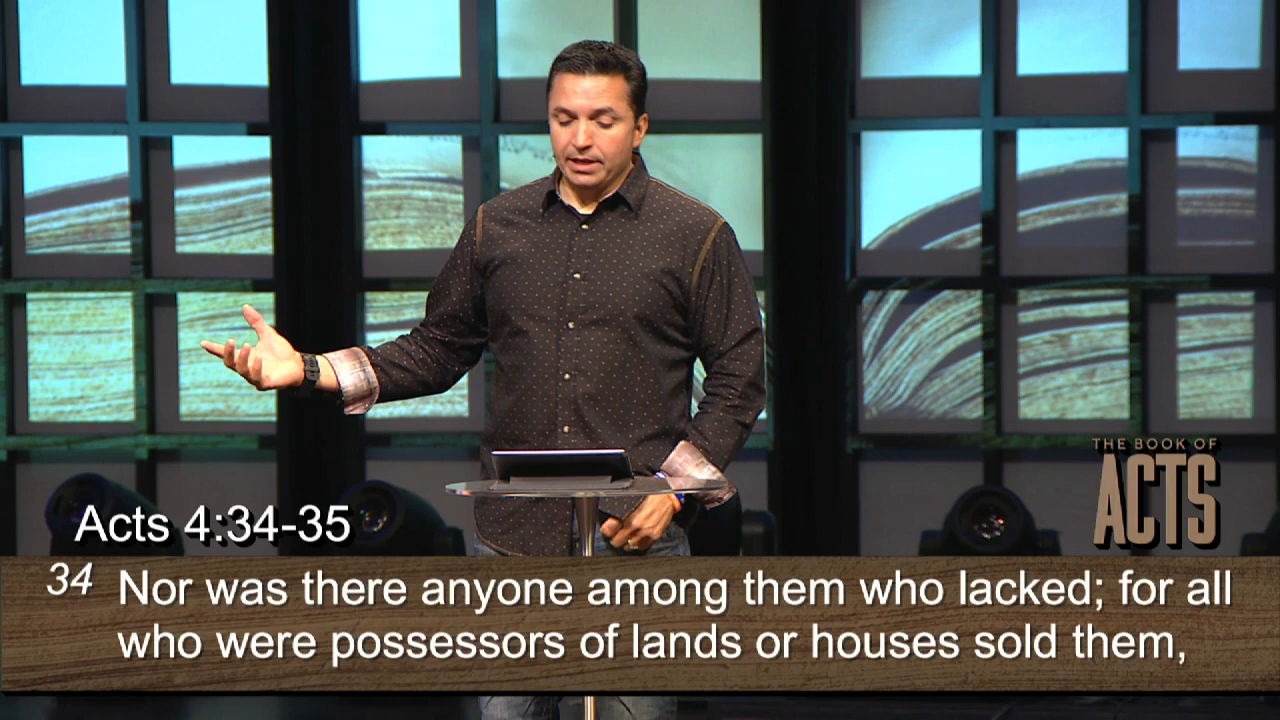 THE BOOK OF
ACTS
Acts 4:34-35
34 Nor was there anyone among them who lacked; for all
who were possessors of lands or houses sold them,